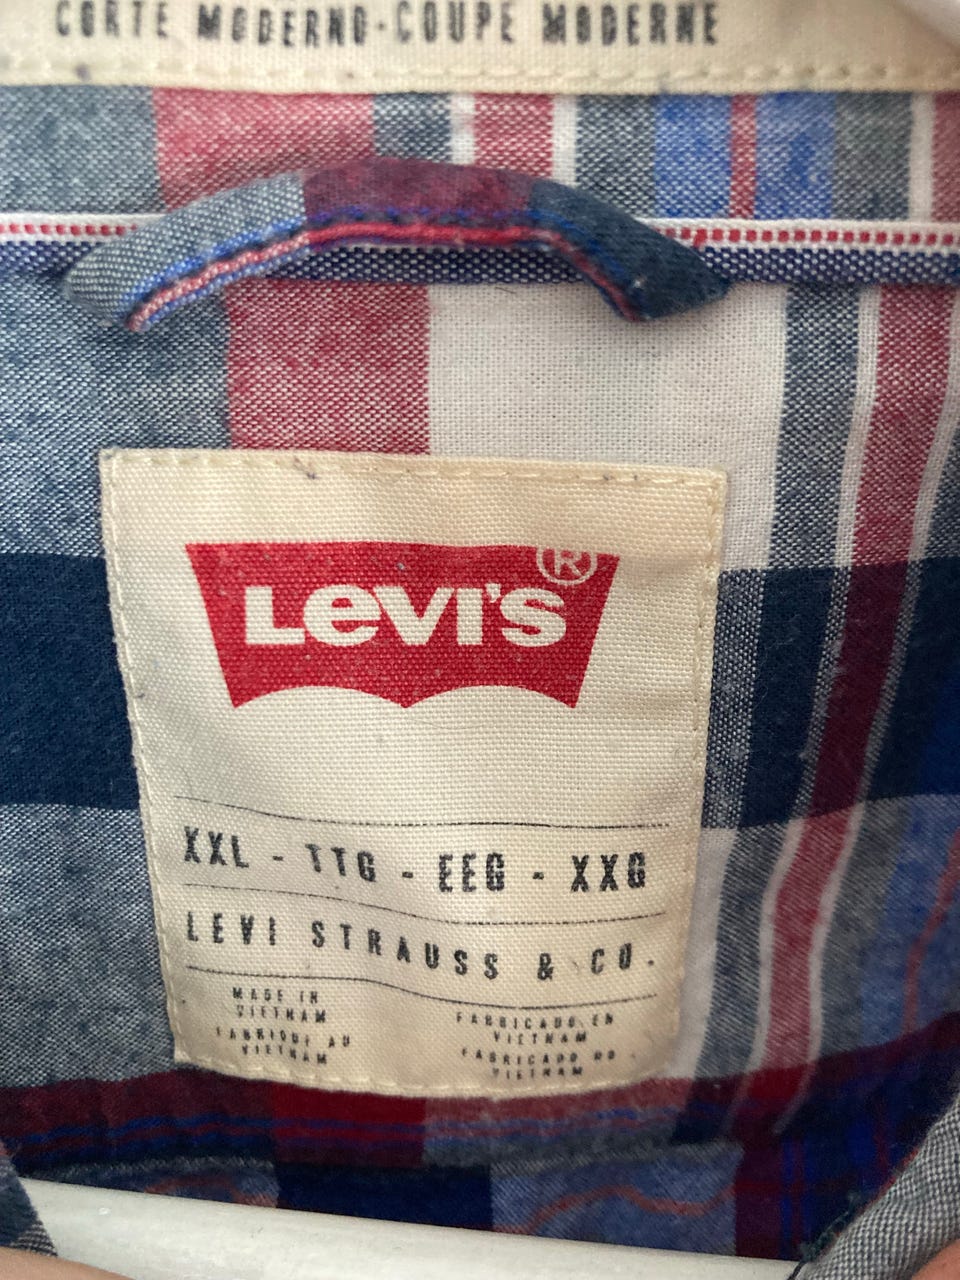 CORTE MODERNO·COUPE MODERNE
LEVI'S ®
XXL - TTG - EEG - XXG
LEVI STRAUSS & CO.
MADE IN
VIETNAM
FABRIQUÉ AU
VIETNAM
FABRICADO EN
VIETNAM
FABRICADO NO
VIETNAM